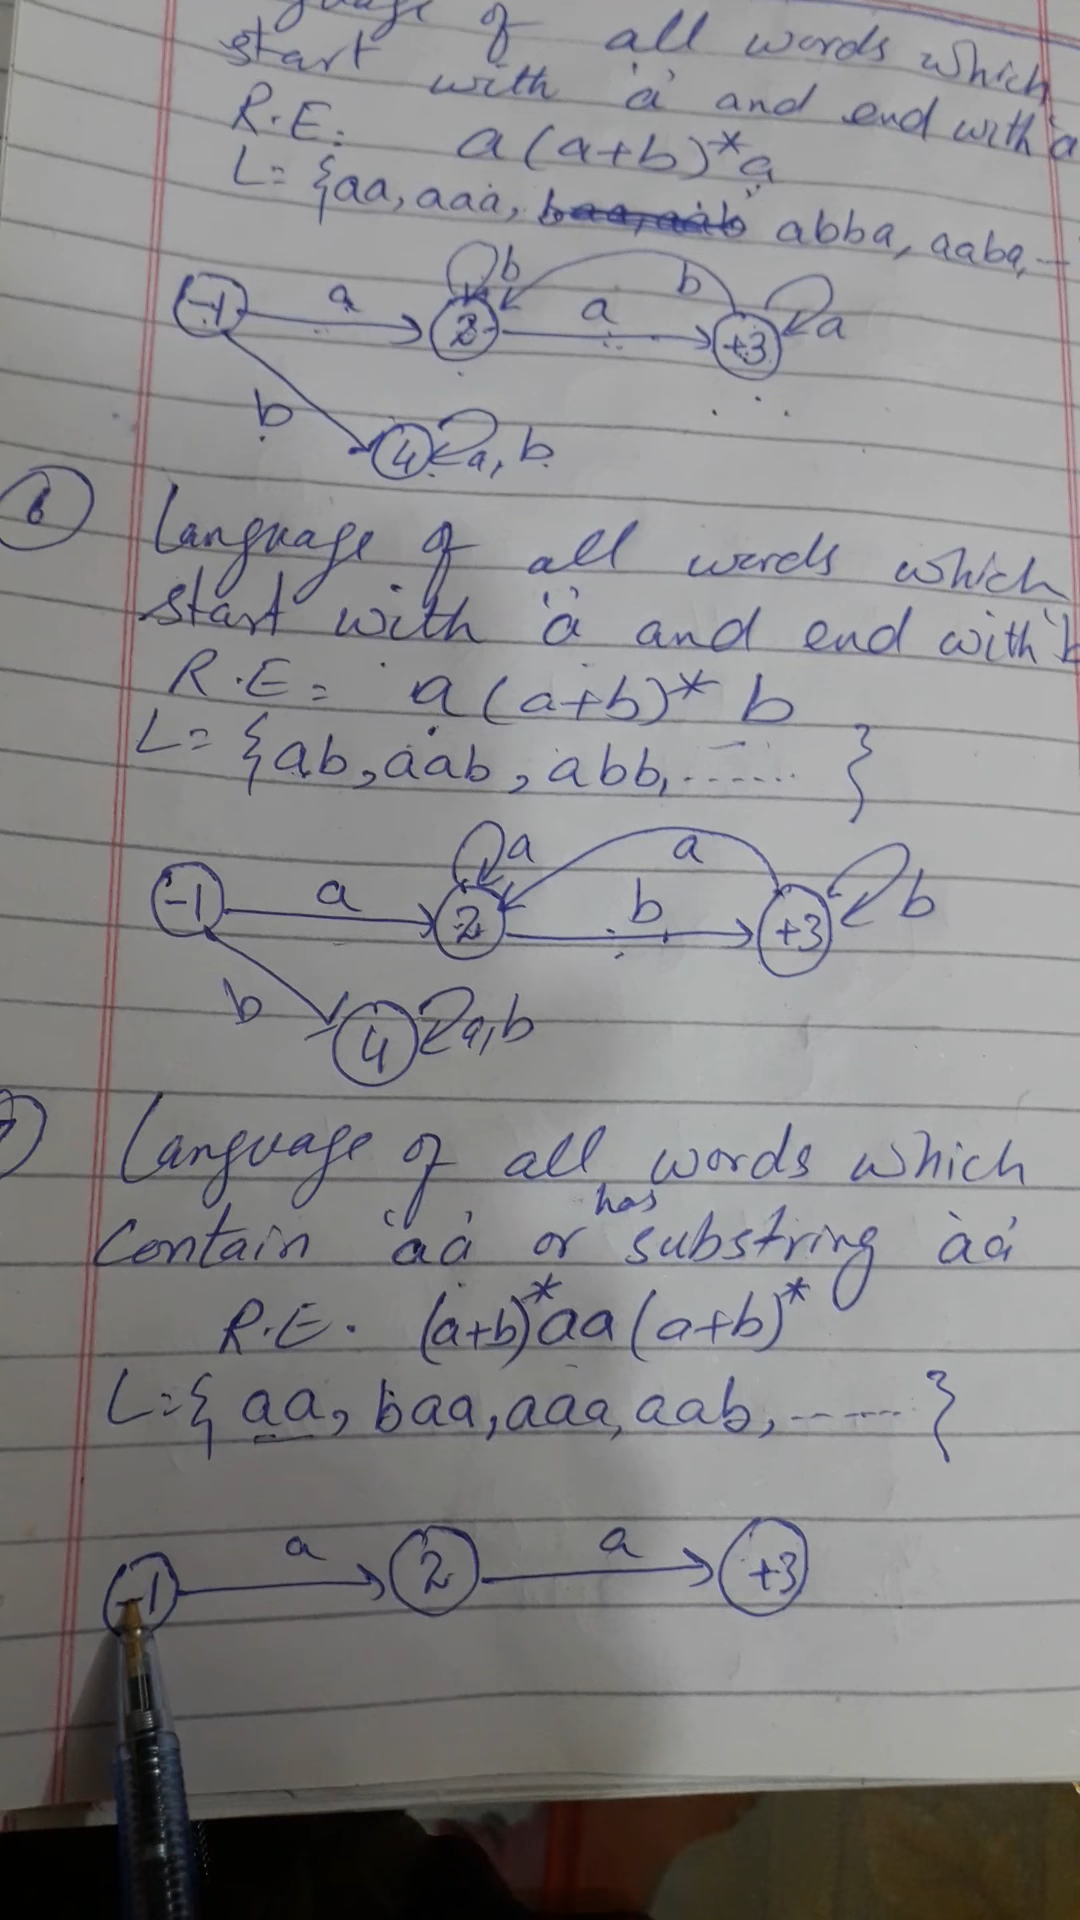 of all words which
start with 'a' and end with 'a
R.E: a(a+b)*a
L= {aa, aaa, abba, aaba, --
-1 a 2 b a b +3 a
b 4 a, b
6 Language of all words which
start with 'a' and end with 'b
R.E= a(a+b)* b
L= {ab, aab, abb, ...... }
-1 a 2 a b a +3 b
b 4 a,b
Language of all words which
Contain 'aa' or has substring 'aa'
R.E. (a+b)*aa(a+b)*
L={ aa, baa, aaa, aab, ------ }
-1 a 2 a +3